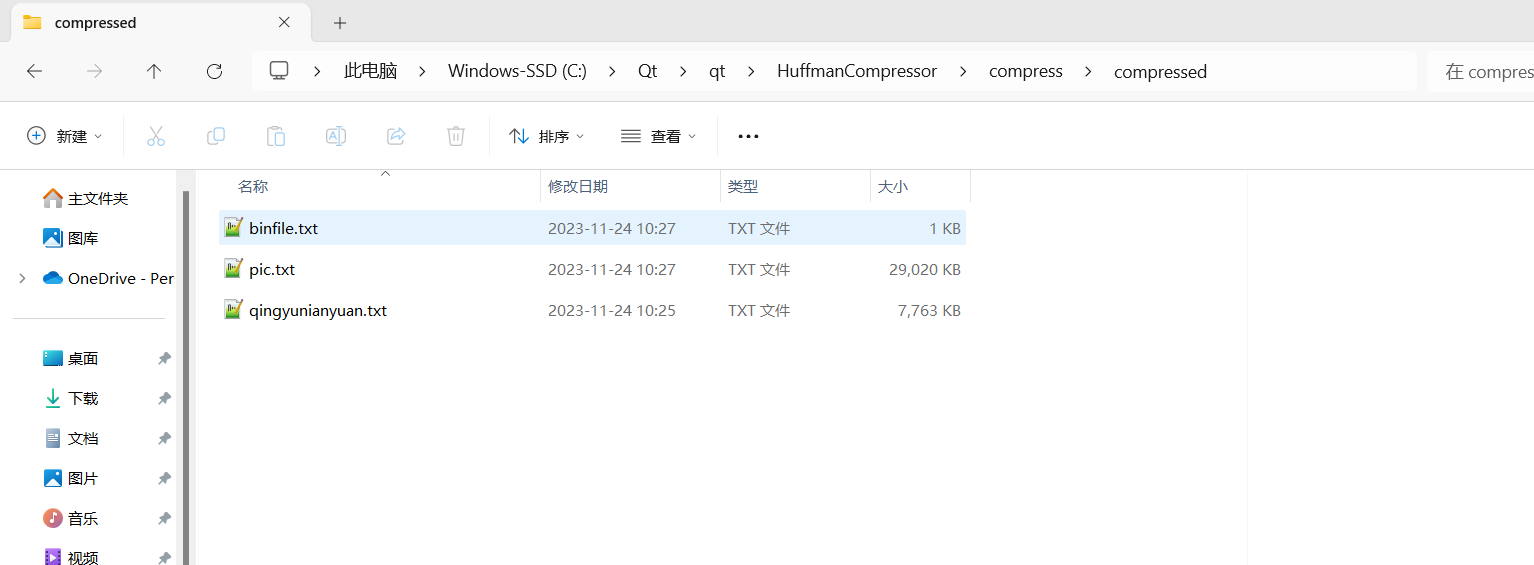 compressed
此电脑 Windows-SSD (C:) Qt qt HuffmanCompressor compress compressed 在 compres
新建 排序 查看
名称 修改日期 类型 大小
主文件夹
图库
OneDrive - Per
桌面
下载
文档
图片
音乐
视频
binfile.txt 2023-11-24 10:27 TXT 文件 1 KB
pic.txt 2023-11-24 10:27 TXT 文件 29,020 KB
qingyunianyuan.txt 2023-11-24 10:25 TXT 文件 7,763 KB